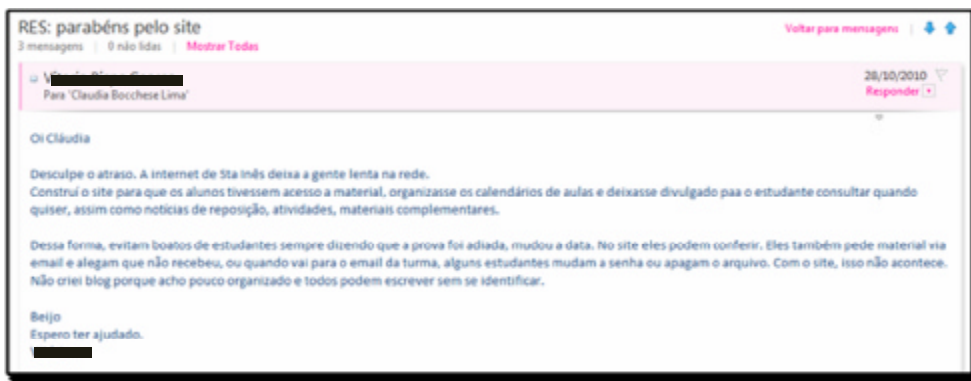 RES: parabéns pelo site
Voltar para mensagens
3 mensagens | 0 não lidas | Mostrar Todas
28/10/2010
Para 'Claudia Bocchese Lima'
Responder
Oi Cláudia
Desculpe o atraso. A internet de Sta Inês deixa a gente lenta na rede.
Construí o site para que os alunos tivessem acesso a material, organizasse os calendários de aulas e deixasse divulgado paa o estudante consultar quando
quiser, assim como notícias de reposição, atividades, materiais complementares.
Dessa forma, evitam boatos de estudantes sempre dizendo que a prova foi adiada, mudou a data. No site eles podem conferir. Eles também pede material via
email e alegam que não recebeu, ou quando vai para o email da turma, alguns estudantes mudam a senha ou apagam o arquivo. Com o site, isso não acontece.
Não criei blog porque acho pouco organizado e todos podem escrever sem se identificar.
Beijo
Espero ter ajudado.